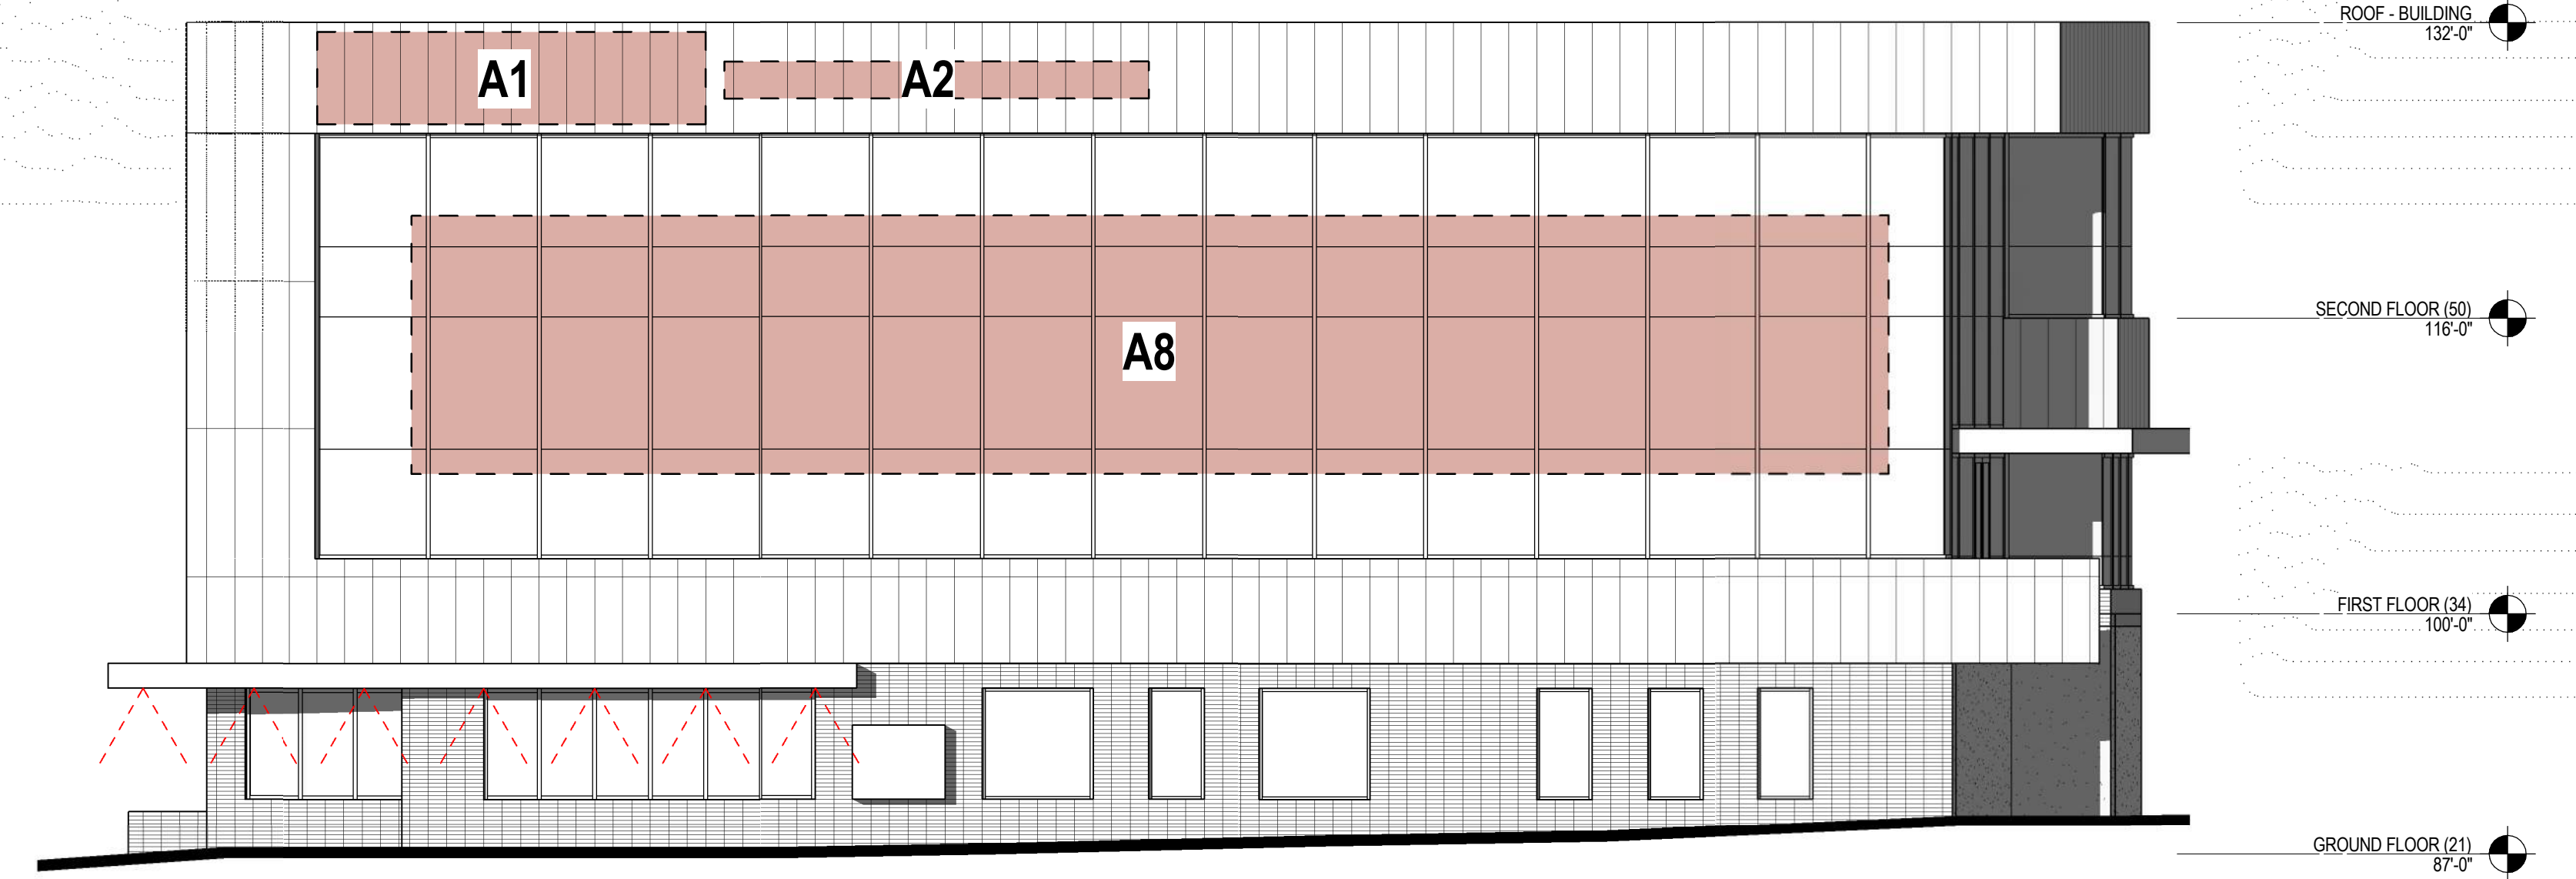 ROOF - BUILDING
132'-0"
A1
A2
SECOND FLOOR (50)
116'-0"
A8
FIRST FLOOR (34)
100'-0"
GROUND FLOOR (21)
87'-0"